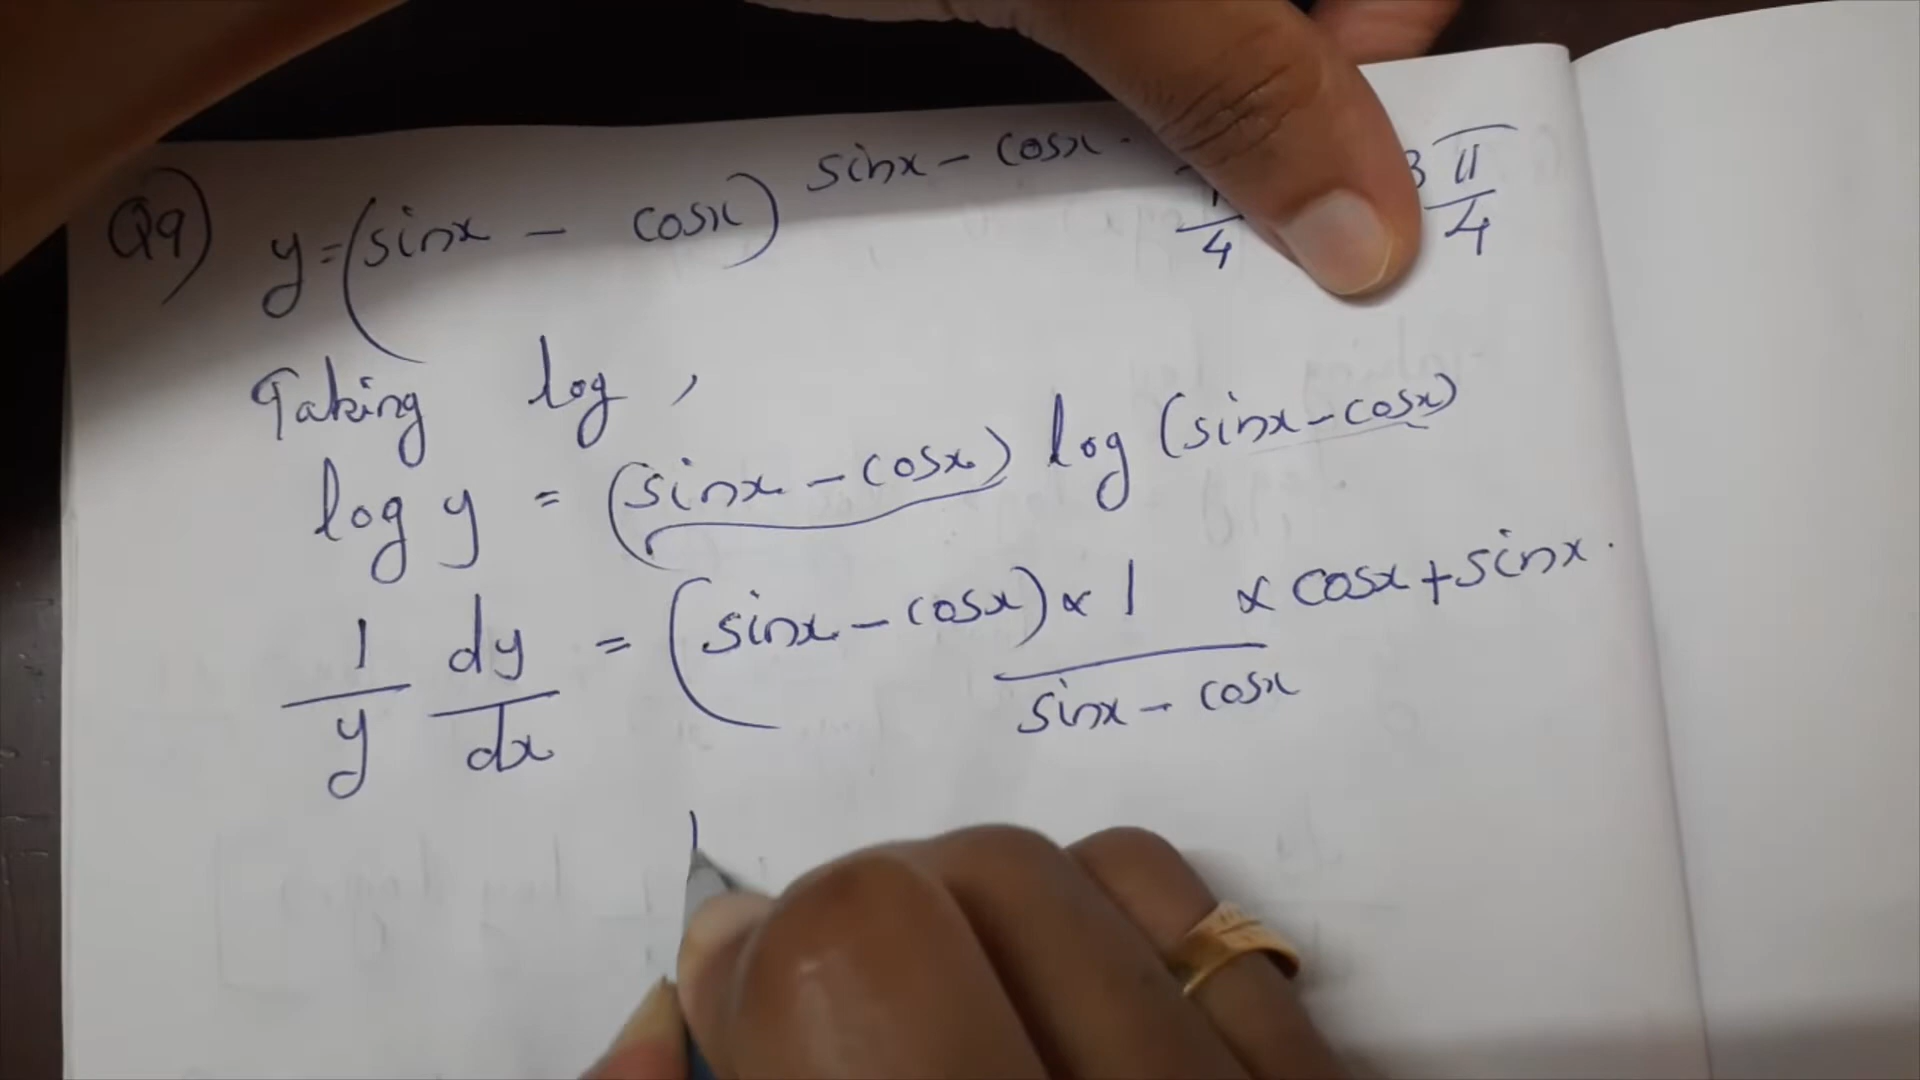 Q9) y=(sinx - cosx)^sinx - cosx. π/4 3π/4
Taking log,
log y = (sinx - cosx) log (sinx - cosx)
1/y dy/dx = (sinx - cosx) × 1/sinx - cosx × cosx + sinx.